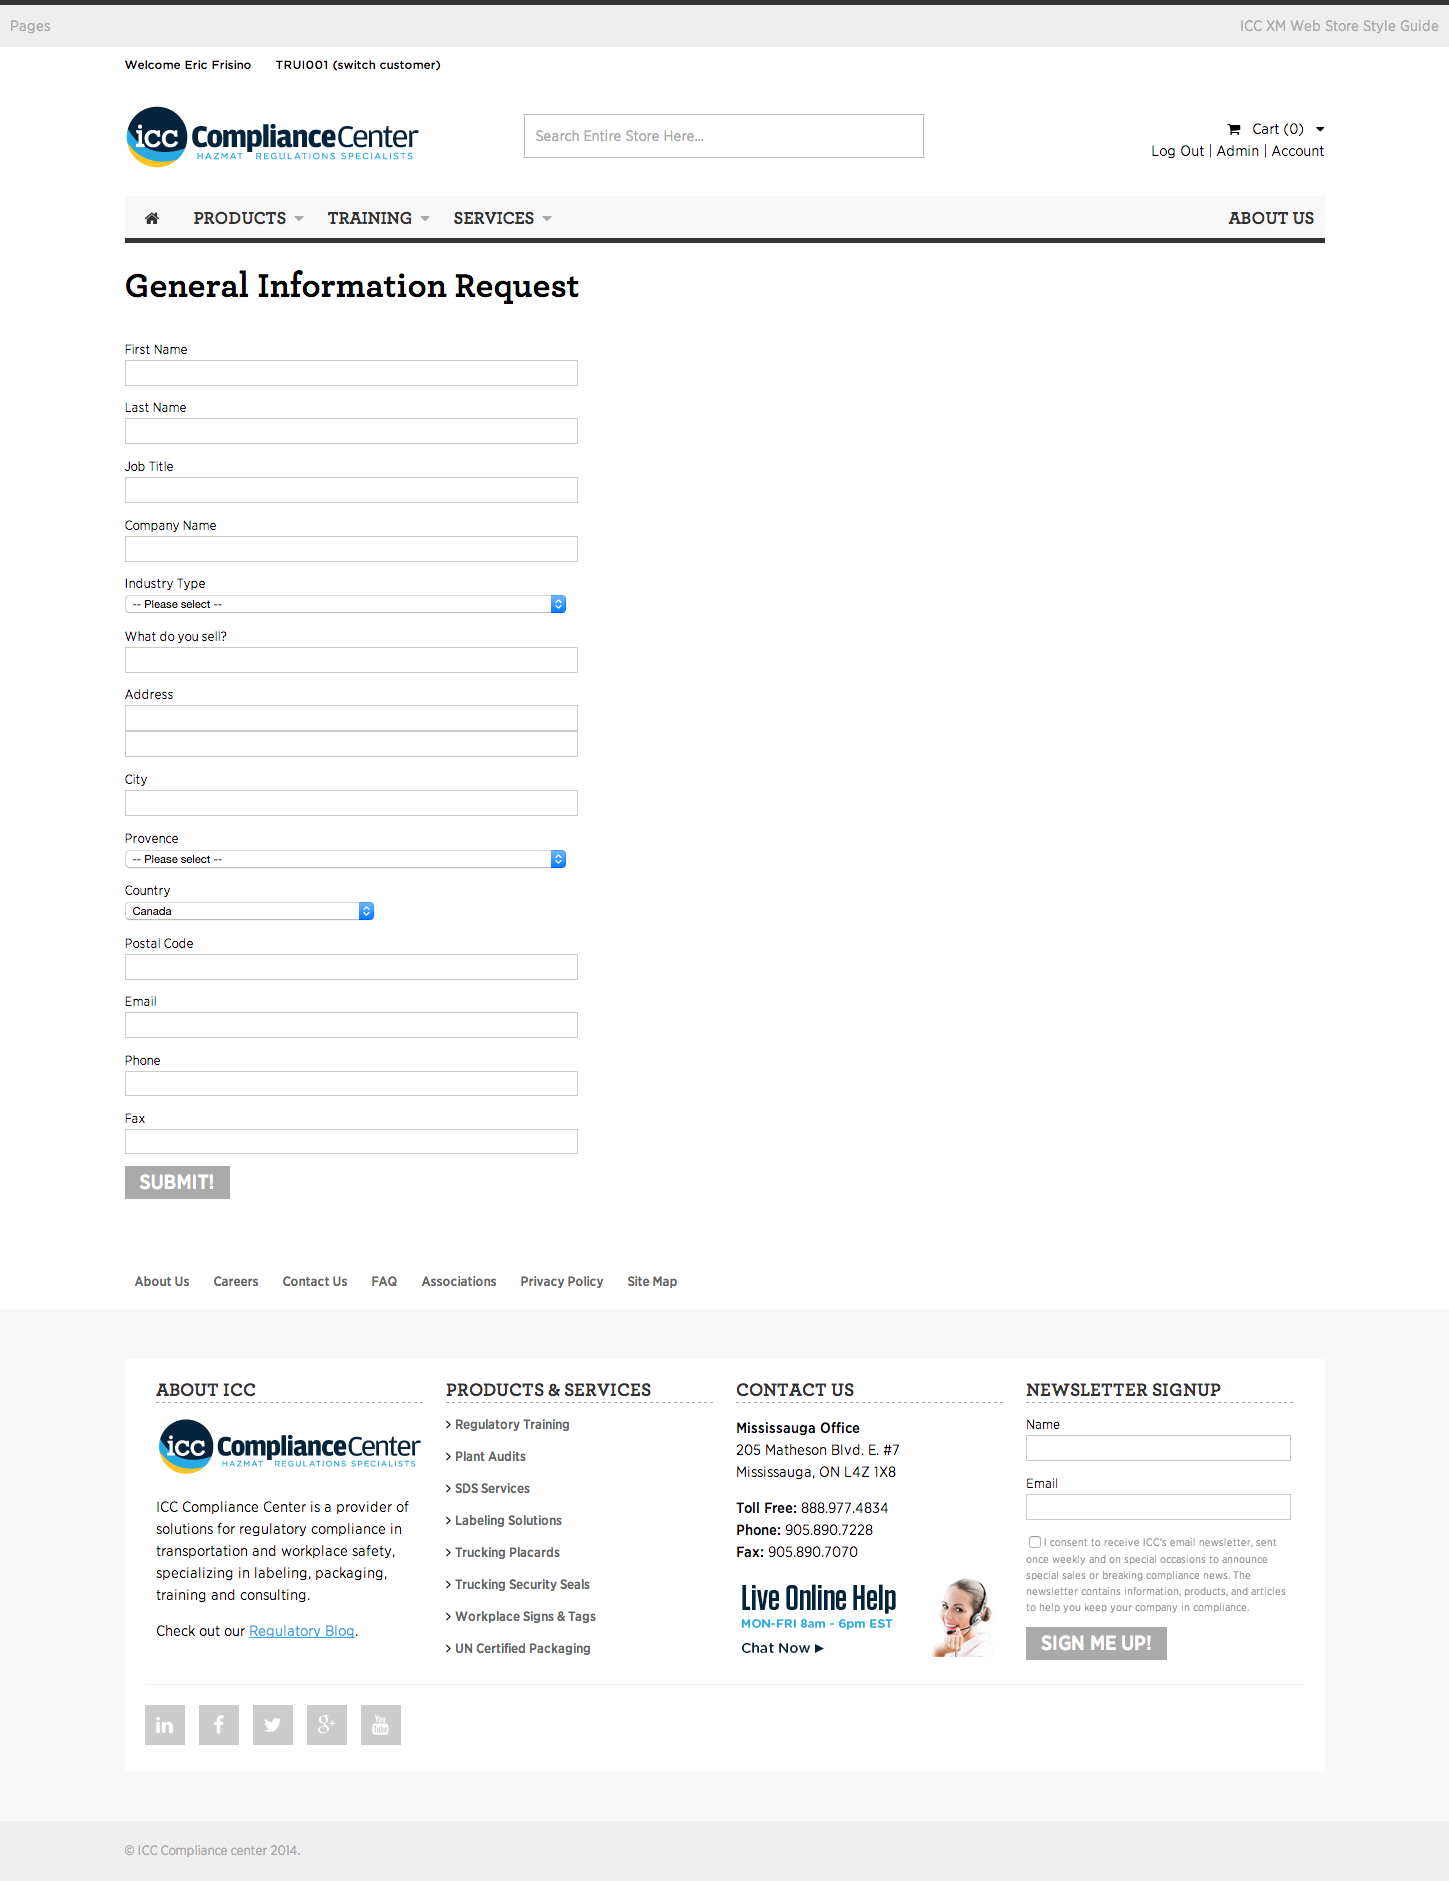 Pages
ICC XM Web Store Style Guide
Welcome Eric Frisino
TRUI001 (switch customer)
icc ComplianceCenter
HAZMAT REGULATIONS SPECIALISTS
Search Entire Store Here...
Cart (0)
Log Out | Admin | Account
PRODUCTS
TRAINING
SERVICES
ABOUT US
General Information Request
First Name
Last Name
Job Title
Company Name
Industry Type
-- Please select --
What do you sell?
Address
City
Provence
-- Please select --
Country
Canada
Postal Code
Email
Phone
Fax
SUBMIT!
About Us
Careers
Contact Us
FAQ
Associations
Privacy Policy
Site Map
ABOUT ICC
icc ComplianceCenter
HAZMAT REGULATIONS SPECIALISTS
ICC Compliance Center is a provider of
solutions for regulatory compliance in
transportation and workplace safety,
specializing in labeling, packaging,
training and consulting.
Check out our Regulatory Blog.
PRODUCTS & SERVICES
Regulatory Training
Plant Audits
SDS Services
Labeling Solutions
Trucking Placards
Trucking Security Seals
Workplace Signs & Tags
UN Certified Packaging
CONTACT US
Mississauga Office
205 Matheson Blvd. E. #7
Mississauga, ON L4Z 1X8
Toll Free: 888.977.4834
Phone: 905.890.7228
Fax: 905.890.7070
Live Online Help
MON-FRI 8am - 6pm EST
Chat Now
NEWSLETTER SIGNUP
Name
Email
I consent to receive ICC's email newsletter, sent
once weekly and on special occasions to announce
special sales or breaking compliance news. The
newsletter contains information, products, and articles
to help you keep your company in compliance.
SIGN ME UP!
in
f
g+
You Tube
© ICC Compliance center 2014.